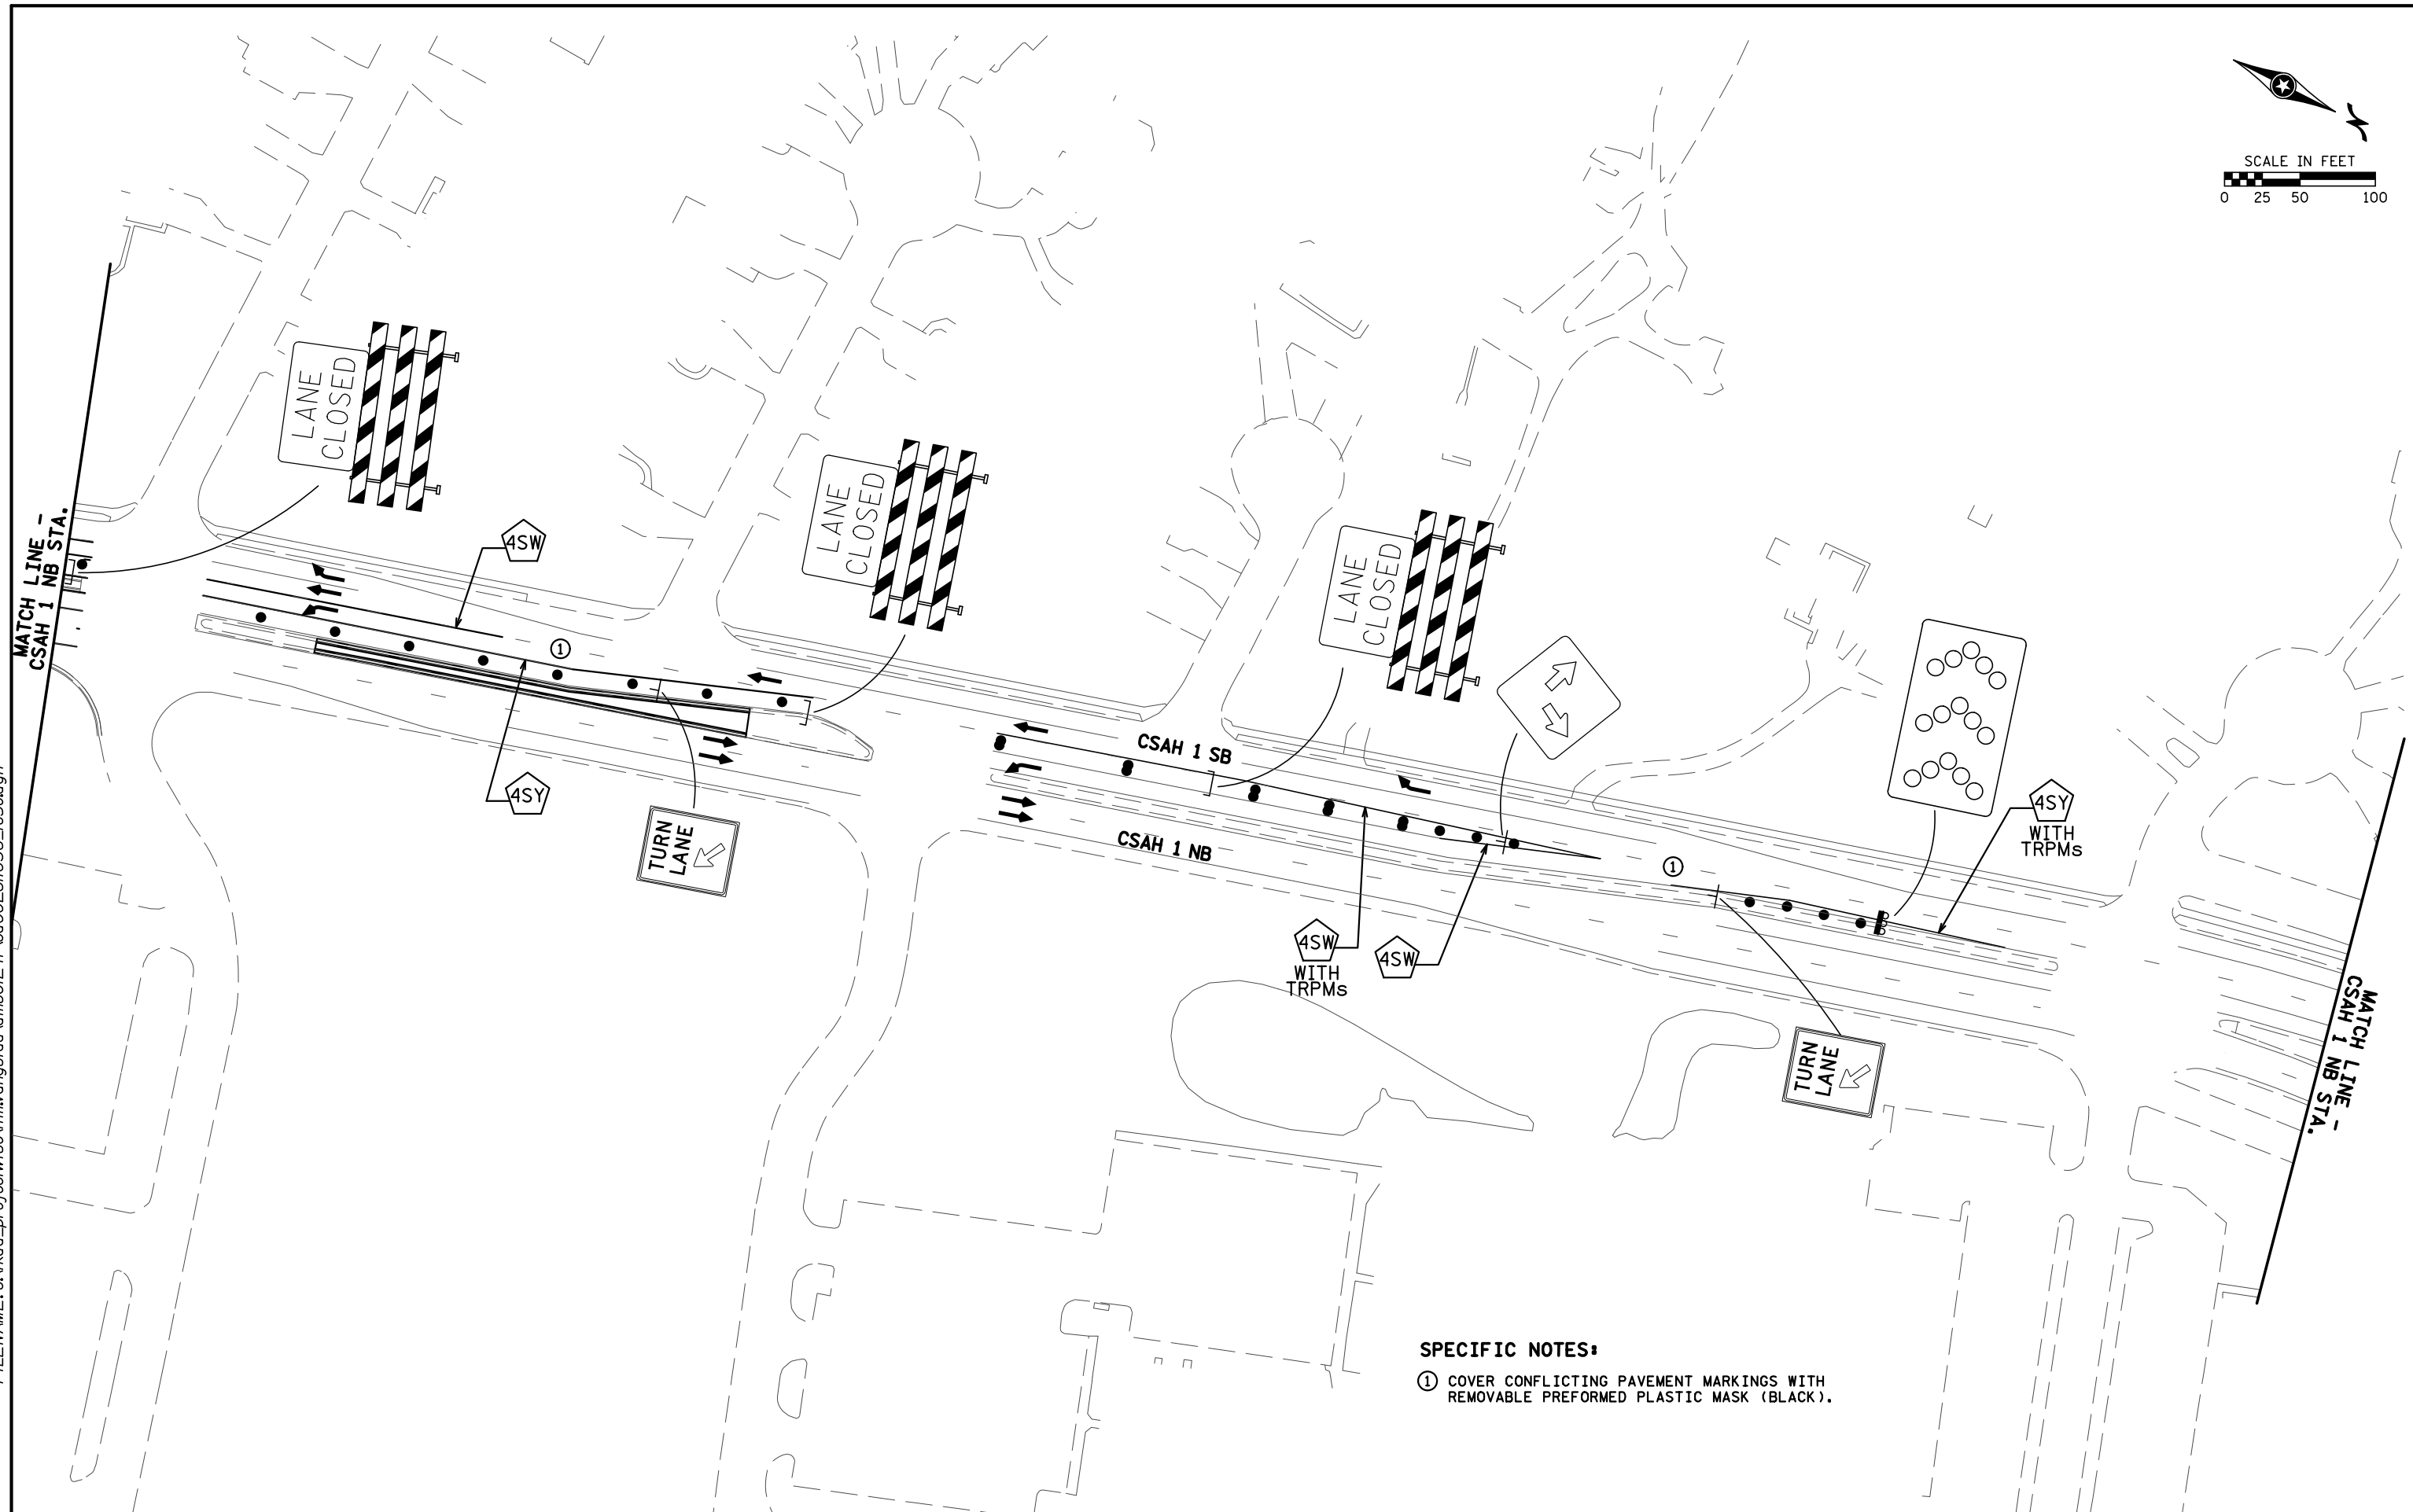 SCALE IN FEET
0 25 50 100
LANE
CLOSED
LANE
CLOSED
LANE
CLOSED
MATCH LINE -
CSAH 1 NB STA.
4SW
1
4SY
TURN
LANE
CSAH 1 SB
CSAH 1 NB
4SW
WITH
TRPMs
4SW
1
4SY
WITH
TRPMs
TURN
LANE
MATCH LINE -
CSAH 1 NB STA.
SPECIFIC NOTES:
1 COVER CONFLICTING PAVEMENT MARKINGS WITH
REMOVABLE PREFORMED PLASTIC MASK (BLACK).